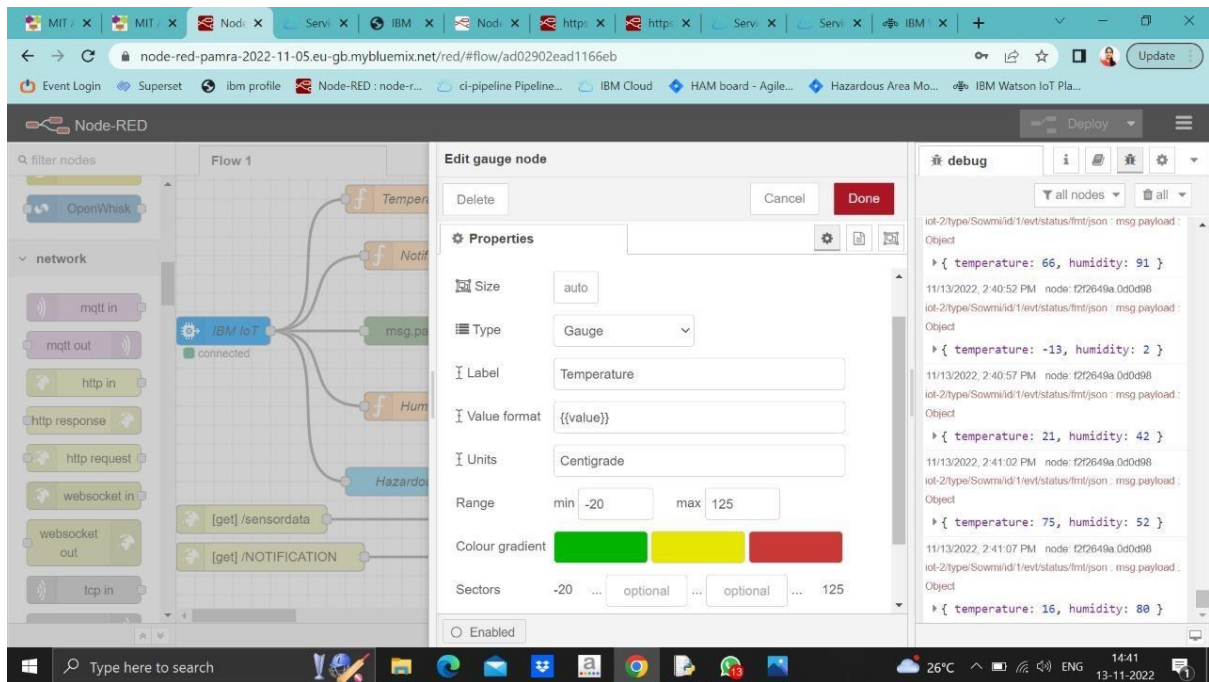 MIT / MIT / Node Servi IBM Node https https Servi Servi IBM W
node-red-pamra-2022-11-05.eu-gb.mybluemix.net/red/#flow/ad02902ead1166eb Update
Event Login Superset ibm profile Node-RED : node-r... ci-pipeline Pipeline... IBM Cloud HAM board - Agile... Hazardous Area Mo... IBM Watson IoT Pla...
Node-RED Deploy
filter nodes
OpenWhisk
network
mqtt in
mqtt out
http in
http response
http request
websocket in
websocket
out
tcp in
Flow 1
Tempera
Notif
IBM IoT
connected
msg.pa
Hum
Hazardou
[get] /sensordata
[get] /NOTIFICATION
Edit gauge node
Delete Cancel Done
Properties
Size auto
Type Gauge
Label Temperature
Value format {{value}}
Units Centigrade
Range min -20 max 125
Colour gradient
Sectors -20 ... optional ... optional ... 125
Enabled
debug i
all nodes all
iot-2/type/Sowmi/id/1/evt/status/fmt/json : msg.payload :
Object
{ temperature: 66, humidity: 91 }
11/13/2022, 2:40:52 PM node: f2f2649a.0d0d98
iot-2/type/Sowmi/id/1/evt/status/fmt/json : msg.payload :
Object
{ temperature: -13, humidity: 2 }
11/13/2022, 2:40:57 PM node: f2f2649a.0d0d98
iot-2/type/Sowmi/id/1/evt/status/fmt/json : msg.payload :
Object
{ temperature: 21, humidity: 42 }
11/13/2022, 2:41:02 PM node: f2f2649a.0d0d98
iot-2/type/Sowmi/id/1/evt/status/fmt/json : msg.payload :
Object
{ temperature: 75, humidity: 52 }
11/13/2022, 2:41:07 PM node: f2f2649a.0d0d98
iot-2/type/Sowmi/id/1/evt/status/fmt/json : msg.payload :
Object
{ temperature: 16, humidity: 80 }
Type here to search a 13 26°C ENG 14:41
13-11-2022 1